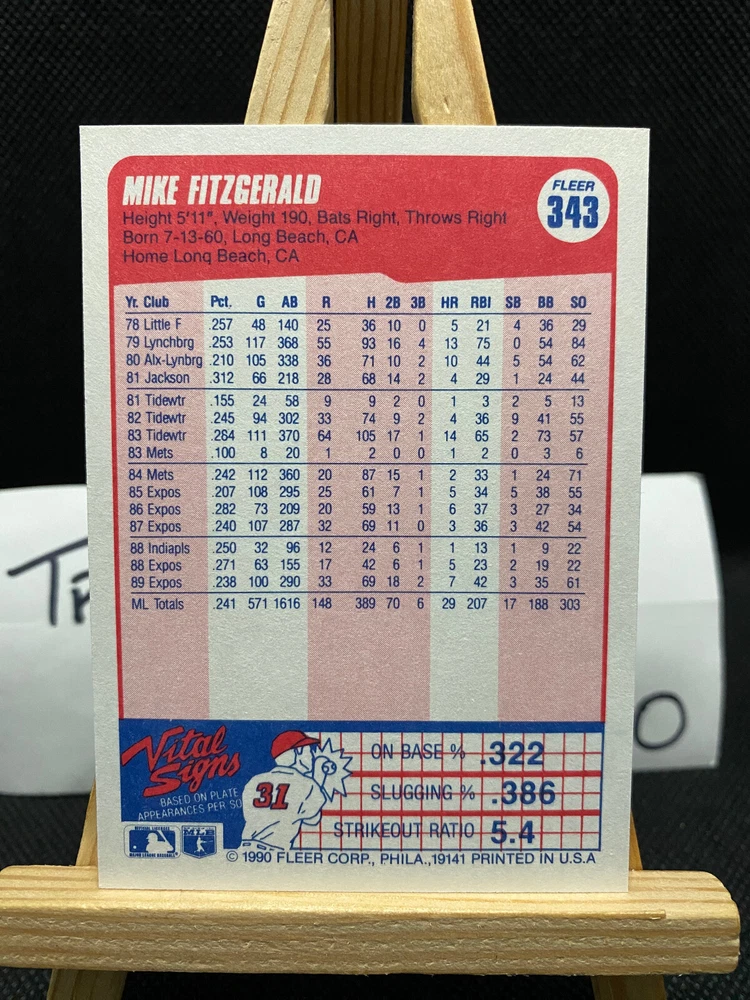 MIKE FITZGERALD
FLEER
343
Height 5'11", Weight 190, Bats Right, Throws Right
Born 7-13-60, Long Beach, CA
Home Long Beach, CA
Yr. Club Pct. G AB R H 2B 3B HR RBI SB BB SO
78 Little F .257 48 140 25 36 10 0 5 21 4 36 29
79 Lynchbrg .253 117 368 55 93 16 4 13 75 0 54 84
80 Alx-Lynbrg .210 105 338 36 71 10 2 10 44 5 54 62
81 Jackson .312 66 218 28 68 14 2 4 29 1 24 44
81 Tidewtr .155 24 58 9 9 2 0 1 3 2 5 13
82 Tidewtr .245 94 302 33 74 9 2 4 36 9 41 55
83 Tidewtr .284 111 370 64 105 17 1 14 65 2 73 57
83 Mets .100 8 20 1 2 0 0 1 2 0 3 6
84 Mets .242 112 360 20 87 15 1 2 33 1 24 71
85 Expos .207 108 295 25 61 7 1 5 34 5 38 55
86 Expos .282 73 209 20 59 13 1 6 37 3 27 34
87 Expos .240 107 287 32 69 11 0 3 36 3 42 54
88 Indiapls .250 32 96 12 24 6 1 1 13 1 9 22
88 Expos .271 63 155 17 42 6 1 5 23 2 19 22
89 Expos .238 100 290 33 69 18 2 7 42 3 35 61
ML Totals .241 571 1616 148 389 70 6 29 207 17 188 303
Vital
Signs
BASED ON PLATE
APPEARANCES PER SO
31
ON BASE % .322
SLUGGING % .386
STRIKEOUT RATIO 5.4
MAJOR LEAGUE BASEBALL
© 1990 FLEER CORP., PHILA., 19141 PRINTED IN U.S.A